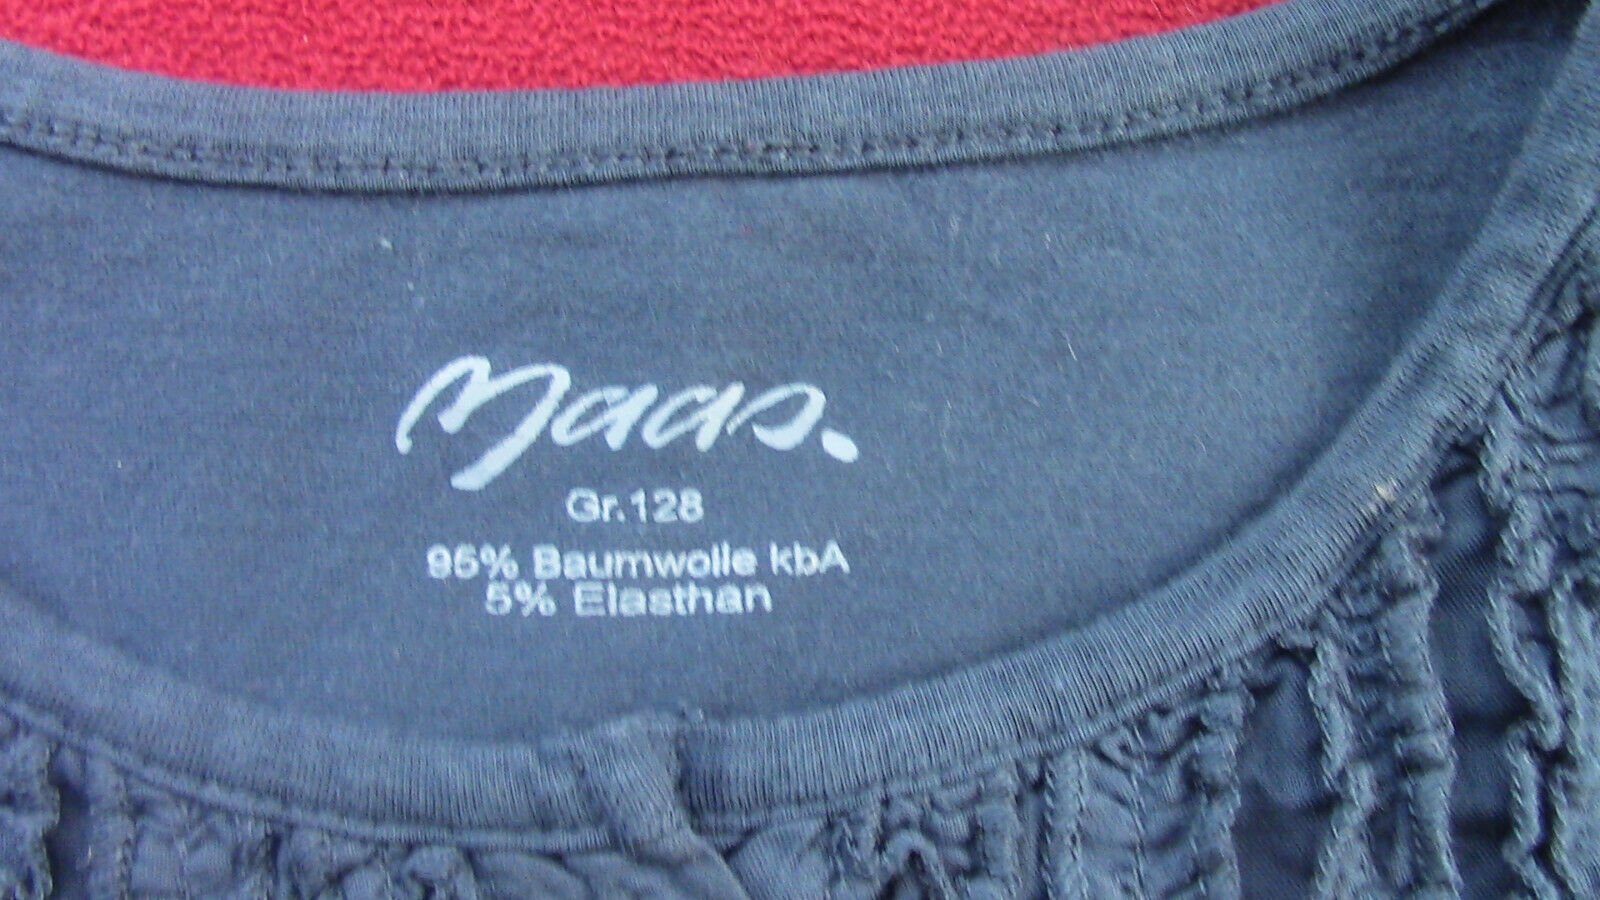 Maas.
Gr.128
95% Baumwolle kbA
5% Elasthan